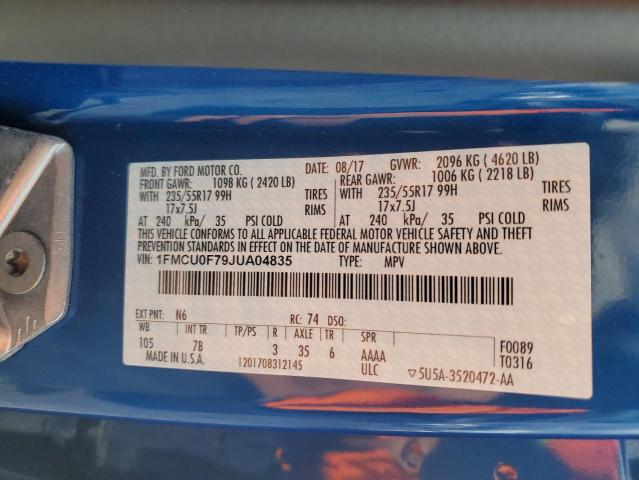 MFD. BY FORD MOTOR CO. DATE: 08/17 GVWR: 2096 KG ( 4620 LB)
FRONT GAWR: 1098 KG ( 2420 LB) REAR GAWR: 1006 KG ( 2218 LB)
WITH 235/55R17 99H TIRES WITH 235/55R17 99H TIRES
17x7.5J RIMS 17x7.5J RIMS
AT 240 kPa/ 35 PSI COLD AT 240 kPa/ 35 PSI COLD
THIS VEHICLE CONFORMS TO ALL APPLICABLE FEDERAL MOTOR VEHICLE SAFETY AND THEFT
PREVENTION STANDARDS IN EFFECT ON THE DATE OF MANUFACTURE SHOWN ABOVE.
VIN: 1FMCU0F79JUA04835 TYPE: MPV
EXT PNT: N6 RC: 74 DSO:
WB INT TR TP/PS R AXLE TR SPR F0089
105 7B 3 35 6 AAAA T0316
MADE IN U.S.A. 1201708312145 ULC ▽5U5A-3520472-AA